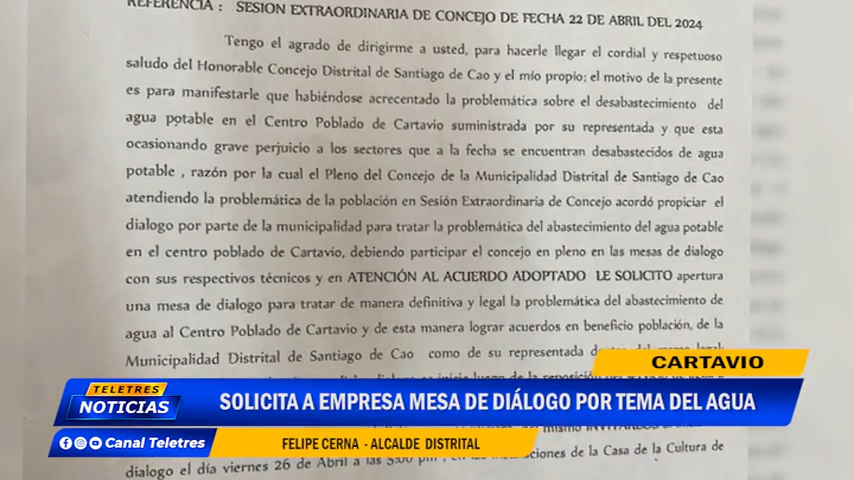 REFERENCIA : SESION EXTRAORDINARIA DE CONCEJO DE FECHA 22 DE ABRIL DEL 2024
Tengo el agrado de dirigirme a usted, para hacerle llegar el cordial y respetuoso
saludo del Honorable Concejo Distrital de Santiago de Cao y el mío propio; el motivo de la presente
es para manifestarle que habiéndose acrecentado la problemática sobre el desabastecimiento del
agua potable en el Centro Poblado de Cartavio suministrada por su representada y que esta
ocasionando grave perjuicio a los sectores que a la fecha se encuentran desabastecidos de agua
potable , razón por la cual el Pleno del Concejo de la Municipalidad Distrital de Santiago de Cao
atendiendo la problemática de la población en Sesión Extraordinaria de Concejo acordó propiciar el
dialogo por parte de la municipalidad para tratar la problemática del abastecimiento del agua potable
en el centro poblado de Cartavio, debiendo participar el concejo en pleno en las mesas de dialogo
con sus respectivos técnicos y en ATENCIÓN AL ACUERDO ADOPTADO LE SOLICITO apertura
una mesa de dialogo para tratar de manera definitiva y legal la problemática del abastecimiento de
agua al Centro Poblado de Cartavio y de esta manera lograr acuerdos en beneficio población, de la
Municipalidad Distrital de Santiago de Cao como de su representada
CARTAVIO
TELETRES
NOTICIAS
SOLICITA A EMPRESA MESA DE DIÁLOGO POR TEMA DEL AGUA
Canal Teletres
FELIPE CERNA - ALCALDE DISTRITAL
mismo
dialogo el día viernes 26 de Abril a las 5:00 pm , en las instalaciones de la Casa de la Cultura de